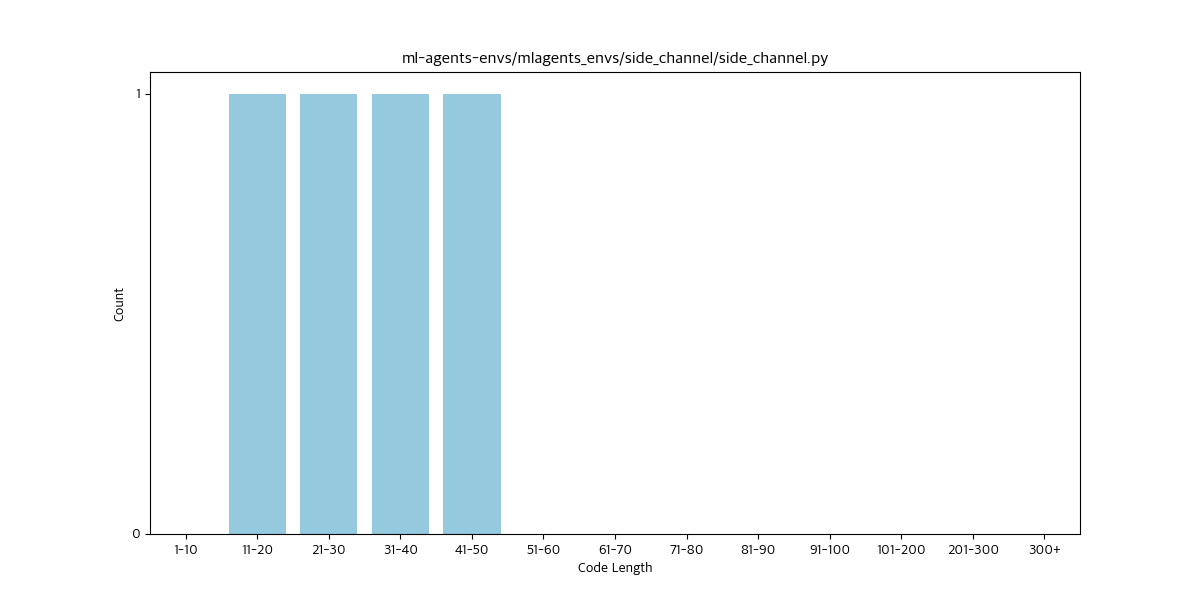 ml-agents-envs/mlagents_envs/side_channel/side_channel.py
1
Count
0
1-10 11-20 21-30 31-40 41-50 51-60 61-70 71-80 81-90 91-100 101-200 201-300 300+
Code Length